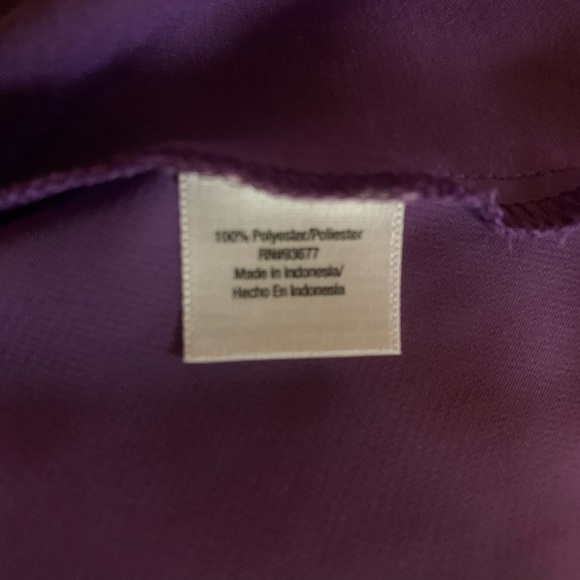 100% Polyester/Poliester
RN#93677
Made in Indonesia/
Hecho En Indonesia